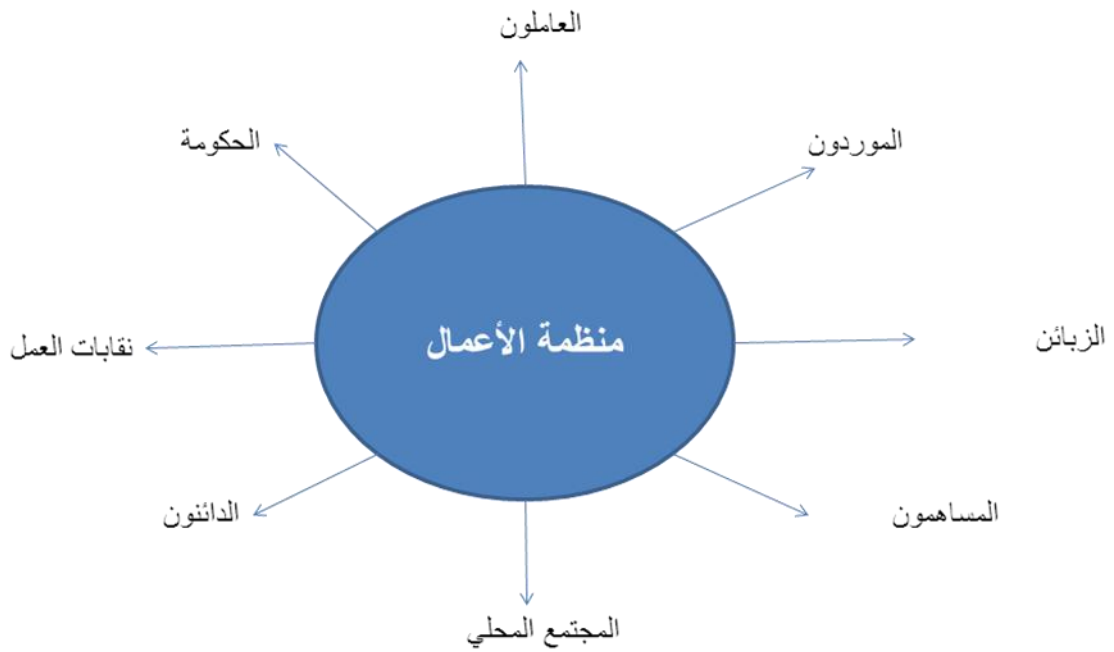 العاملون
الموردون
الحكومة
الزبائن
منظمة الأعمال
نقابات العمل
المساهمون
الدائنون
المجتمع المحلي